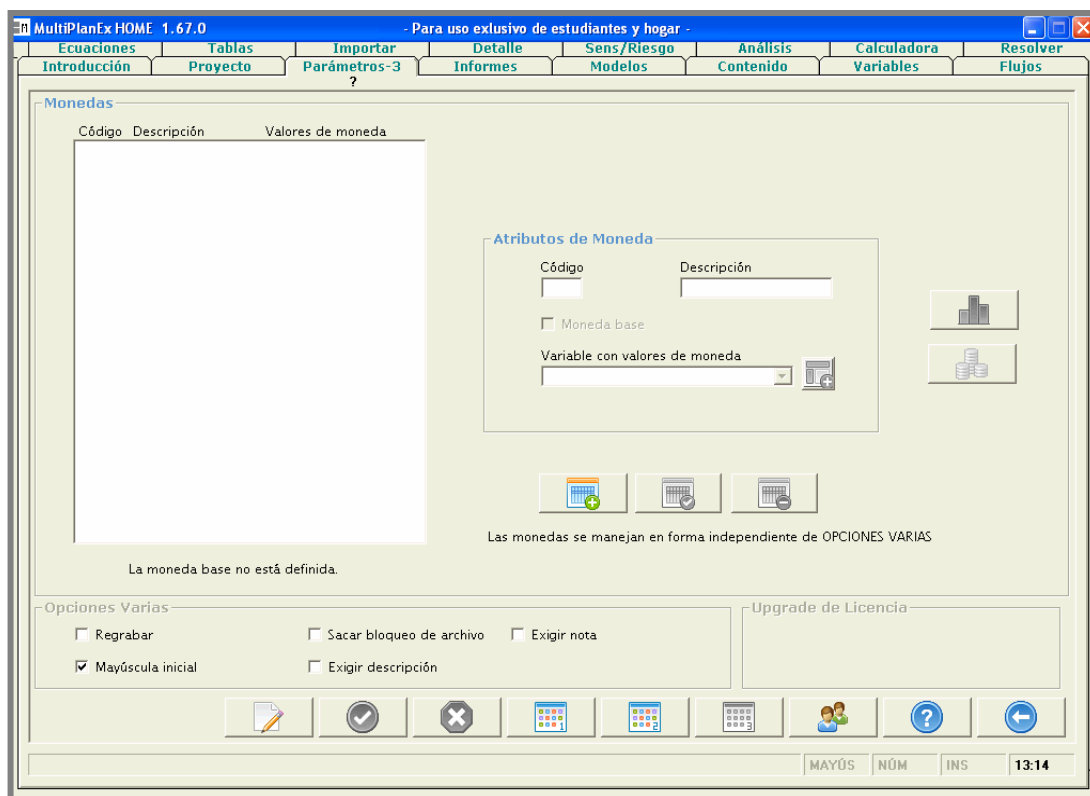 MultiPlanEx HOME 1.67.0 - Para uso exlusivo de estudiantes y hogar -
Ecuaciones Tablas Importar Detalle Sens/Riesgo Análisis Calculadora Resolver
Introducción Proyecto Parámetros-3 Informes Modelos Contenido Variables Flujos
?
Monedas
Código Descripción Valores de moneda
Atributos de Moneda
Código Descripción
Moneda base
Variable con valores de moneda
Las monedas se manejan en forma independiente de OPCIONES VARIAS
La moneda base no está definida.
Opciones Varias Upgrade de Licencia
Regrabar Sacar bloqueo de archivo Exigir nota
Mayúscula inicial Exigir descripción
1 2 3 ?
MAYÚS NÚM INS 13:14